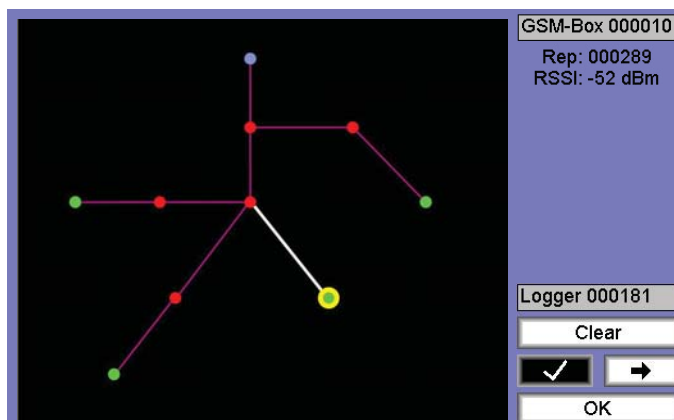 GSM-Box 000010
Rep: 000289
RSSI: -52 dBm
Logger 000181
Clear
OK